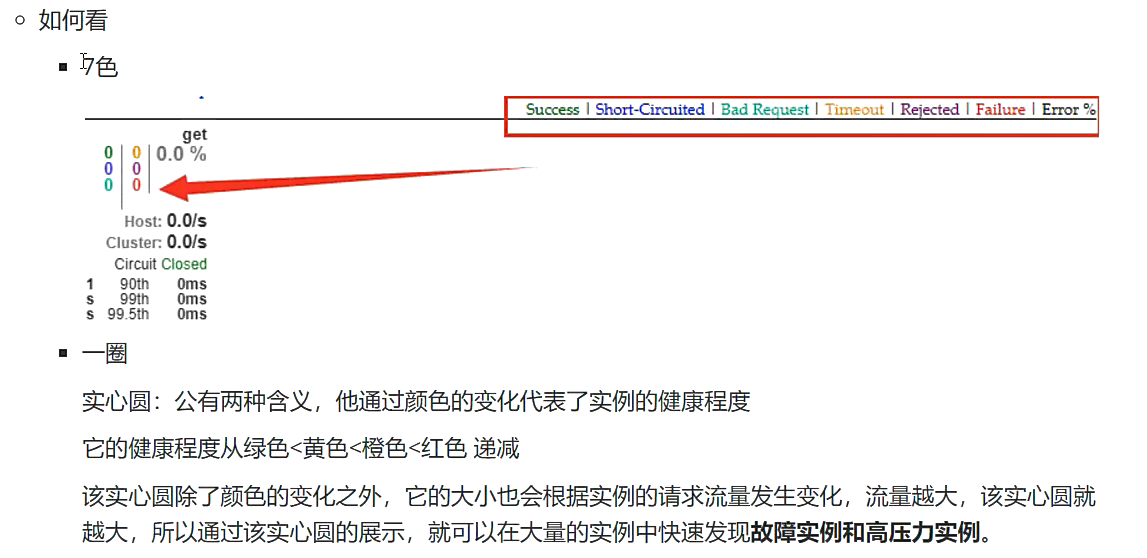 如何看
7色
Success | Short-Circuited | Bad Request | Timeout | Rejected | Failure | Error %
get
0 0 0.0 %
0 0
0 0
Host: 0.0/s
Cluster: 0.0/s
Circuit Closed
1 90th 0ms
s 99th 0ms
s 99.5th 0ms
一圈
实心圆：公有两种含义，他通过颜色的变化代表了实例的健康程度
它的健康程度从绿色<黄色<橙色<红色 递减
该实心圆除了颜色的变化之外，它的大小也会根据实例的请求流量发生变化，流量越大，该实心圆就
越大，所以通过该实心圆的展示，就可以在大量的实例中快速发现故障实例和高压力实例。